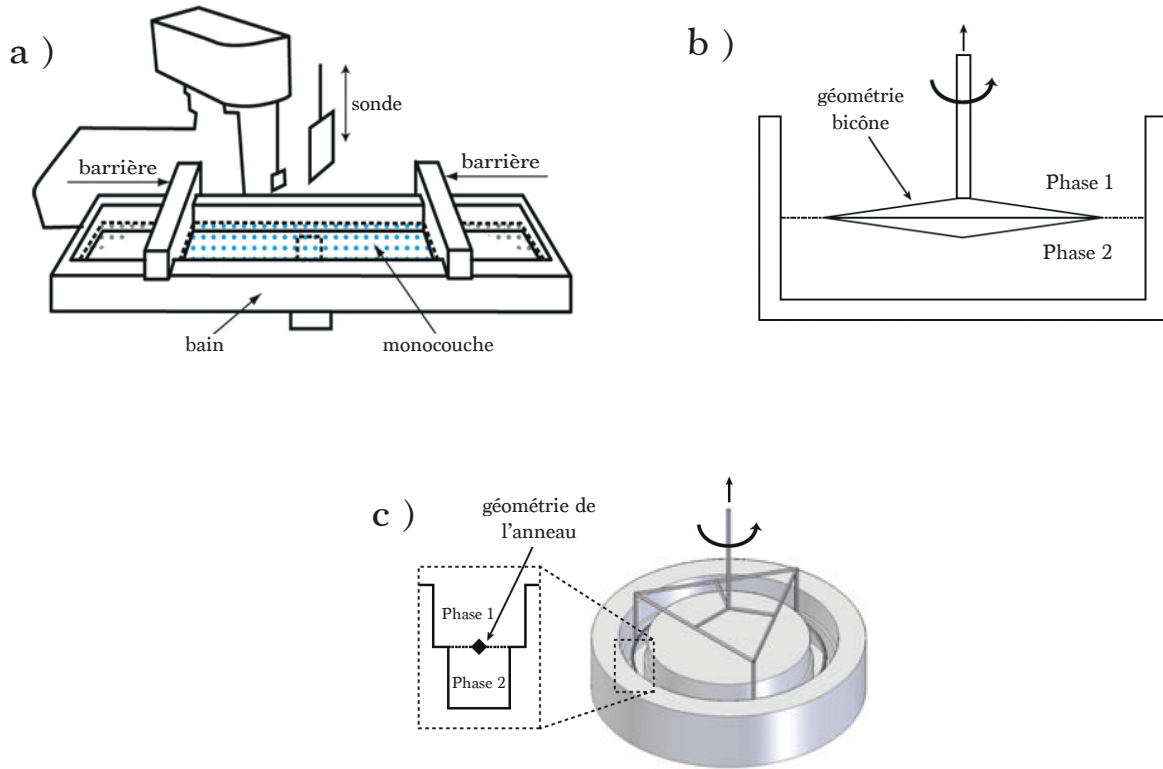 a )
sonde
barrière
barrière
bain
monocouche
b )
géométrie
bicône
Phase 1
Phase 2
c )
géométrie de
l'anneau
Phase 1
Phase 2